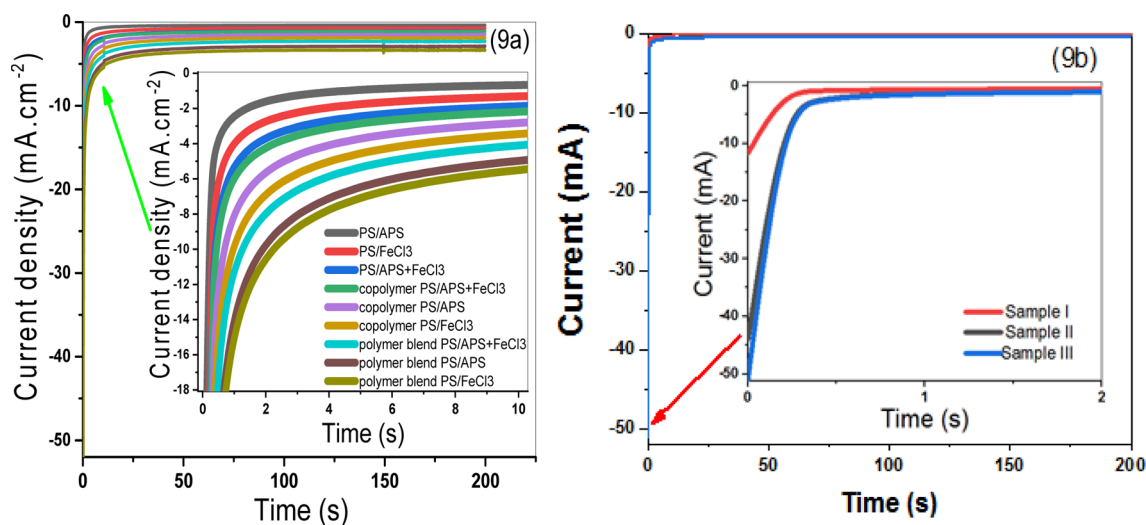 (9a)
Current density (mA.cm⁻²)
0
-10
-20
-30
-40
-50
0 50 100 150 200
Time (s)
Current density (mA.cm⁻²)
0
-2
-4
-6
-8
-10
-12
-14
-16
-18
0 2 4 6 8 10
Time (s)
PS/APS
PS/FeCl3
PS/APS+FeCl3
copolymer PS/APS+FeCl3
copolymer PS/APS
copolymer PS/FeCl3
polymer blend PS/APS+FeCl3
polymer blend PS/APS
polymer blend PS/FeCl3
(9b)
Current (mA)
0
-10
-20
-30
-40
-50
0 50 100 150 200
Time (s)
Current (mA)
0
-10
-20
-30
-40
-50
0 1 2
Time (s)
Sample I
Sample II
Sample III